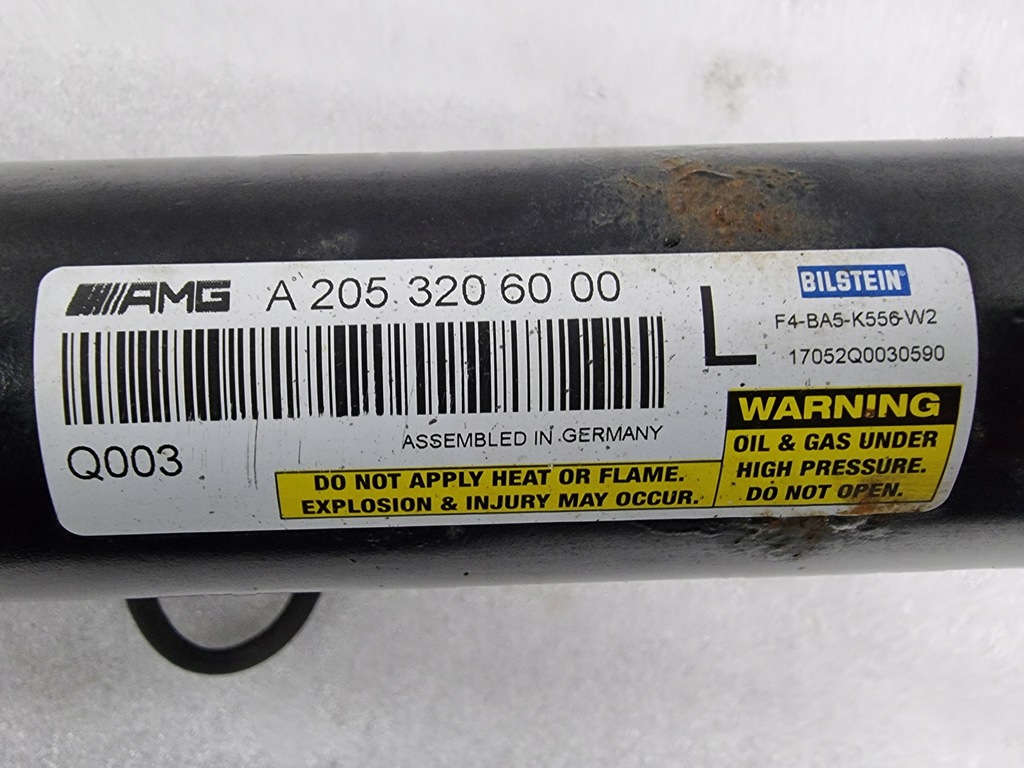 AMG A 205 320 60 00
L
BILSTEIN®
F4-BA5-K556-W2
17052Q0030590
ASSEMBLED IN GERMANY
Q003
DO NOT APPLY HEAT OR FLAME.
EXPLOSION & INJURY MAY OCCUR.
WARNING
OIL & GAS UNDER
HIGH PRESSURE.
DO NOT OPEN.